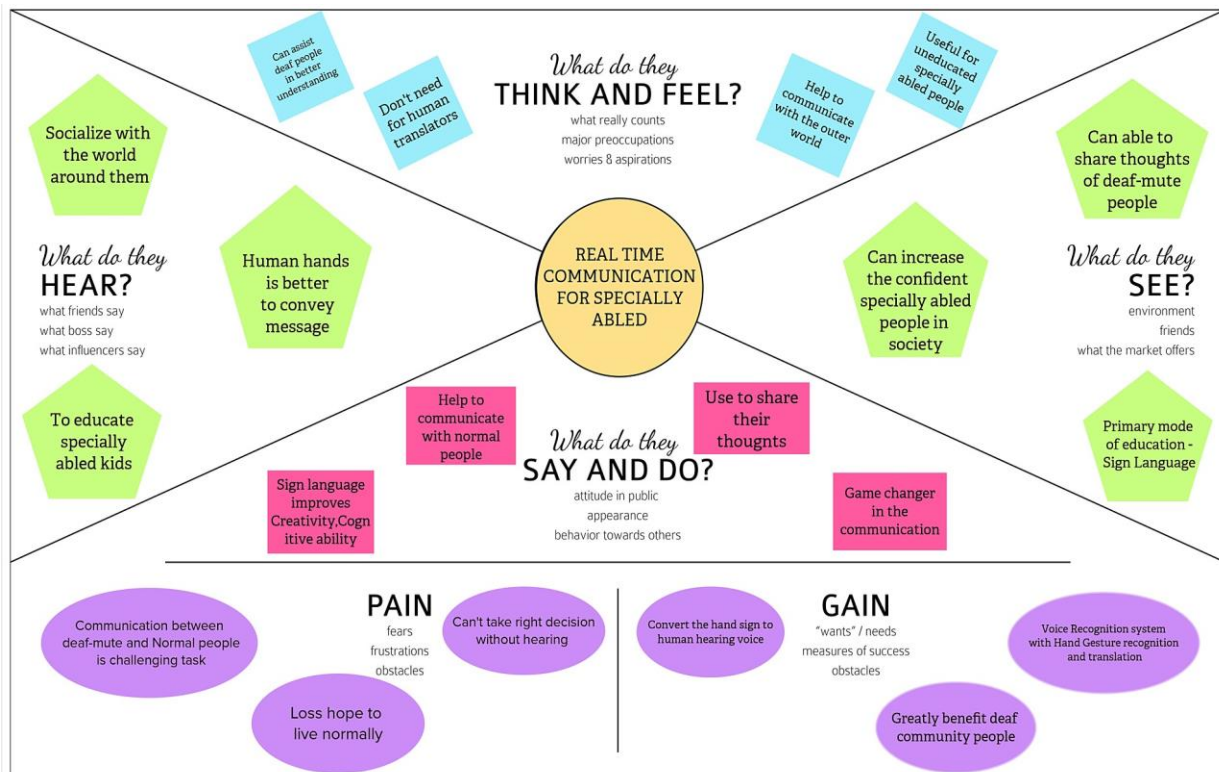 Can assist
deaf people
in better
understanding
Don't need
for human
translators
What do they
THINK AND FEEL?
what really counts
major preoccupations
worries & aspirations
Help to
communicate
with the outer
world
Useful for
uneducated
specially
abled people
Socialize with
the world
around them
Human hands
is better
to convey
message
What do they
HEAR?
what friends say
what boss say
what influencers say
To educate
specially
abled kids
REAL TIME
COMMUNICATION
FOR SPECIALLY
ABLED
Can able to
share thoughts
of deaf-mute
people
Can increase
the confident
specially abled
people in
society
What do they
SEE?
environment
friends
what the market offers
Primary mode
of education -
Sign Language
Help to
communicate
with normal
people
Sign language
improves
Creativity,Cogn
itive ability
What do they
SAY AND DO?
attitude in public
appearance
behavior towards others
Use to share
their
thougnts
Game changer
in the
communication
Communication between
deaf-mute and Normal people
is challenging task
PAIN
fears
frustrations
obstacles
Can't take right decision
without hearing
Loss hope to
live normally
Convert the hand sign to
human hearing voice
GAIN
"wants" / needs
measures of success
obstacles
Voice Recognition system
with Hand Gesture recognition
and translation
Greatly benefit deaf
community people